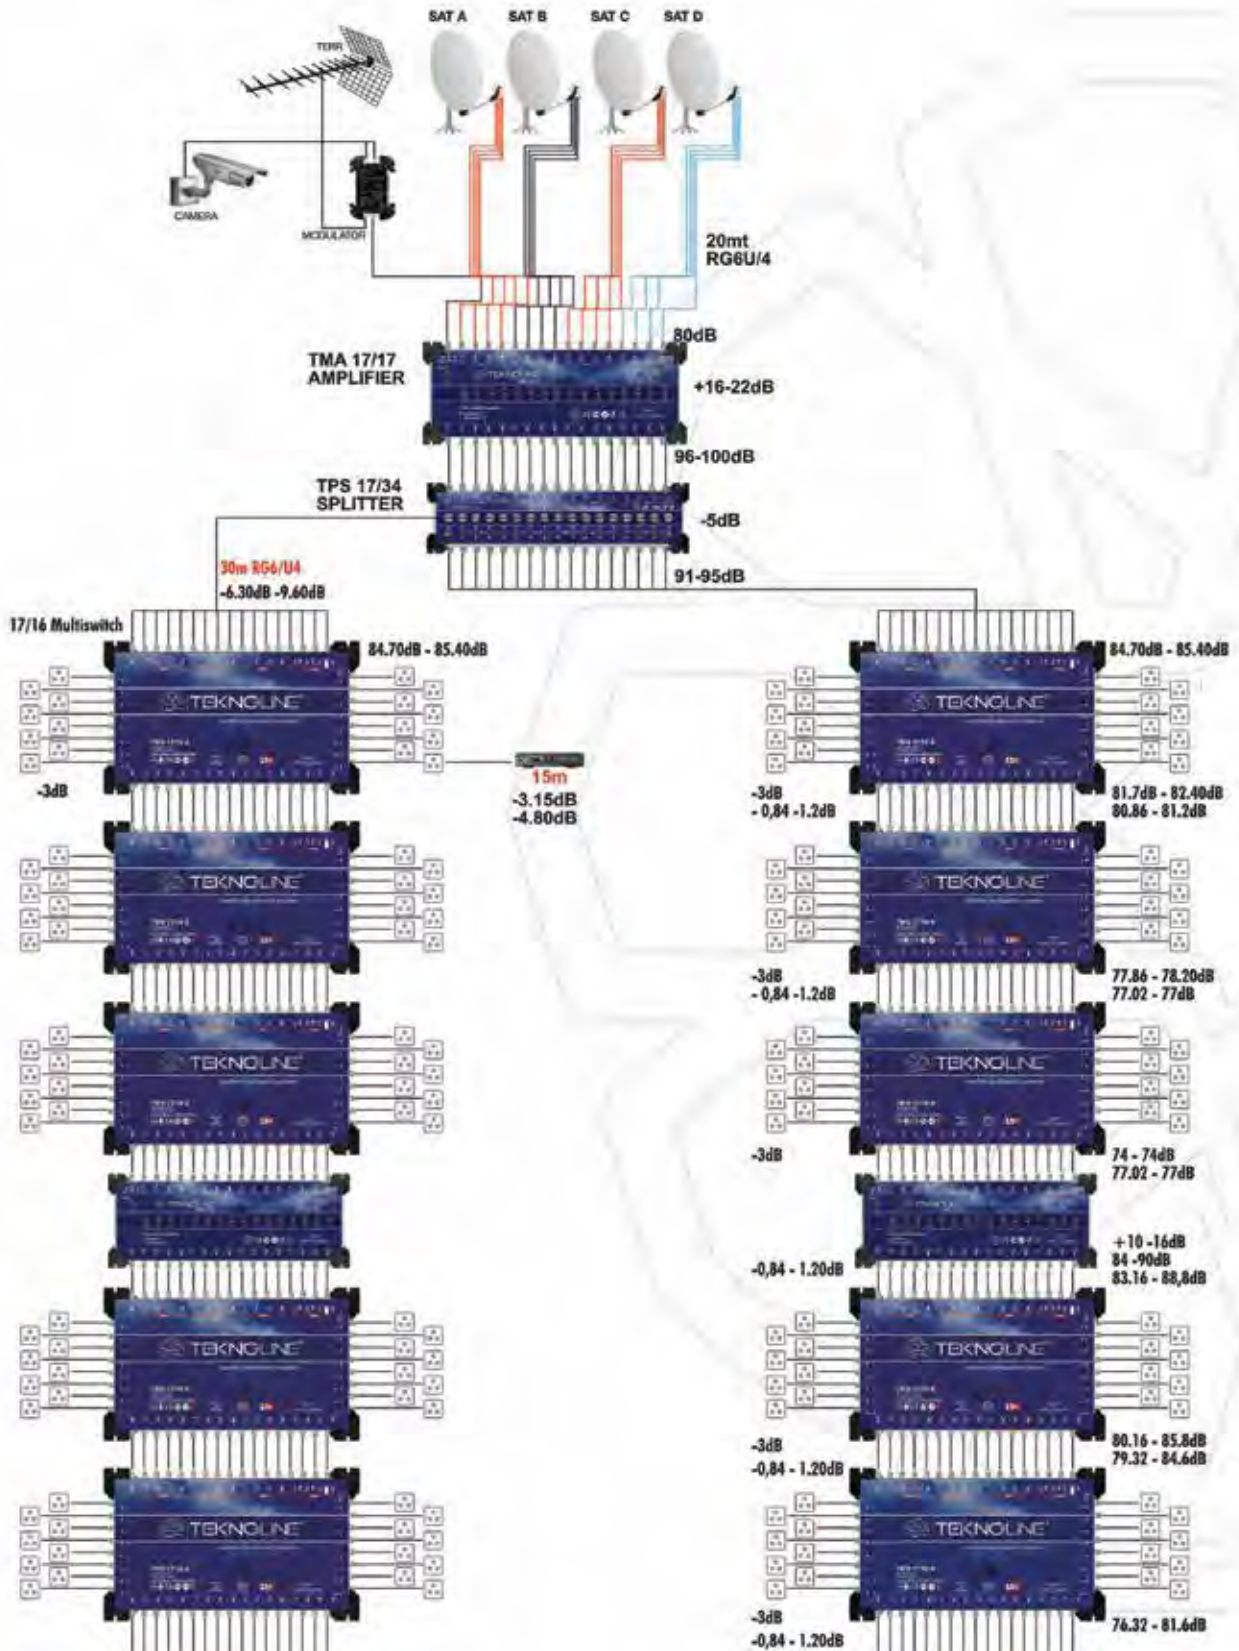 SAT A SAT B SAT C SAT D
TERR
CAMERA
MODULATOR
20mt
RG6U/4
80dB
TMA 17/17
AMPLIFIER
+16-22dB
96-100dB
TPS 17/34
SPLITTER
-5dB
30m RG6/U4
-6.30dB -9.60dB
91-95dB
17/16 Multiswitch
84.70dB - 85.40dB
84.70dB - 85.40dB
TEKNOLINE
TEKNOLINE
15m
-3.15dB
-4.80dB
-3dB
-3dB
- 0,84 -1.2dB
81.7dB - 82.40dB
80.86 - 81.2dB
TEKNOLINE
TEKNOLINE
-3dB
- 0,84 -1.2dB
77.86 - 78.20dB
77.02 - 77dB
TEKNOLINE
TEKNOLINE
-3dB
74 - 74dB
77.02 - 77dB
-0,84 - 1.20dB
+10 -16dB
84 -90dB
83.16 - 88,8dB
TEKNOLINE
TEKNOLINE
-3dB
-0,84 - 1.20dB
80.16 - 85.8dB
79.32 - 84.6dB
TEKNOLINE
TEKNOLINE
-3dB
-0,84 - 1.20dB
76.32 - 81.6dB